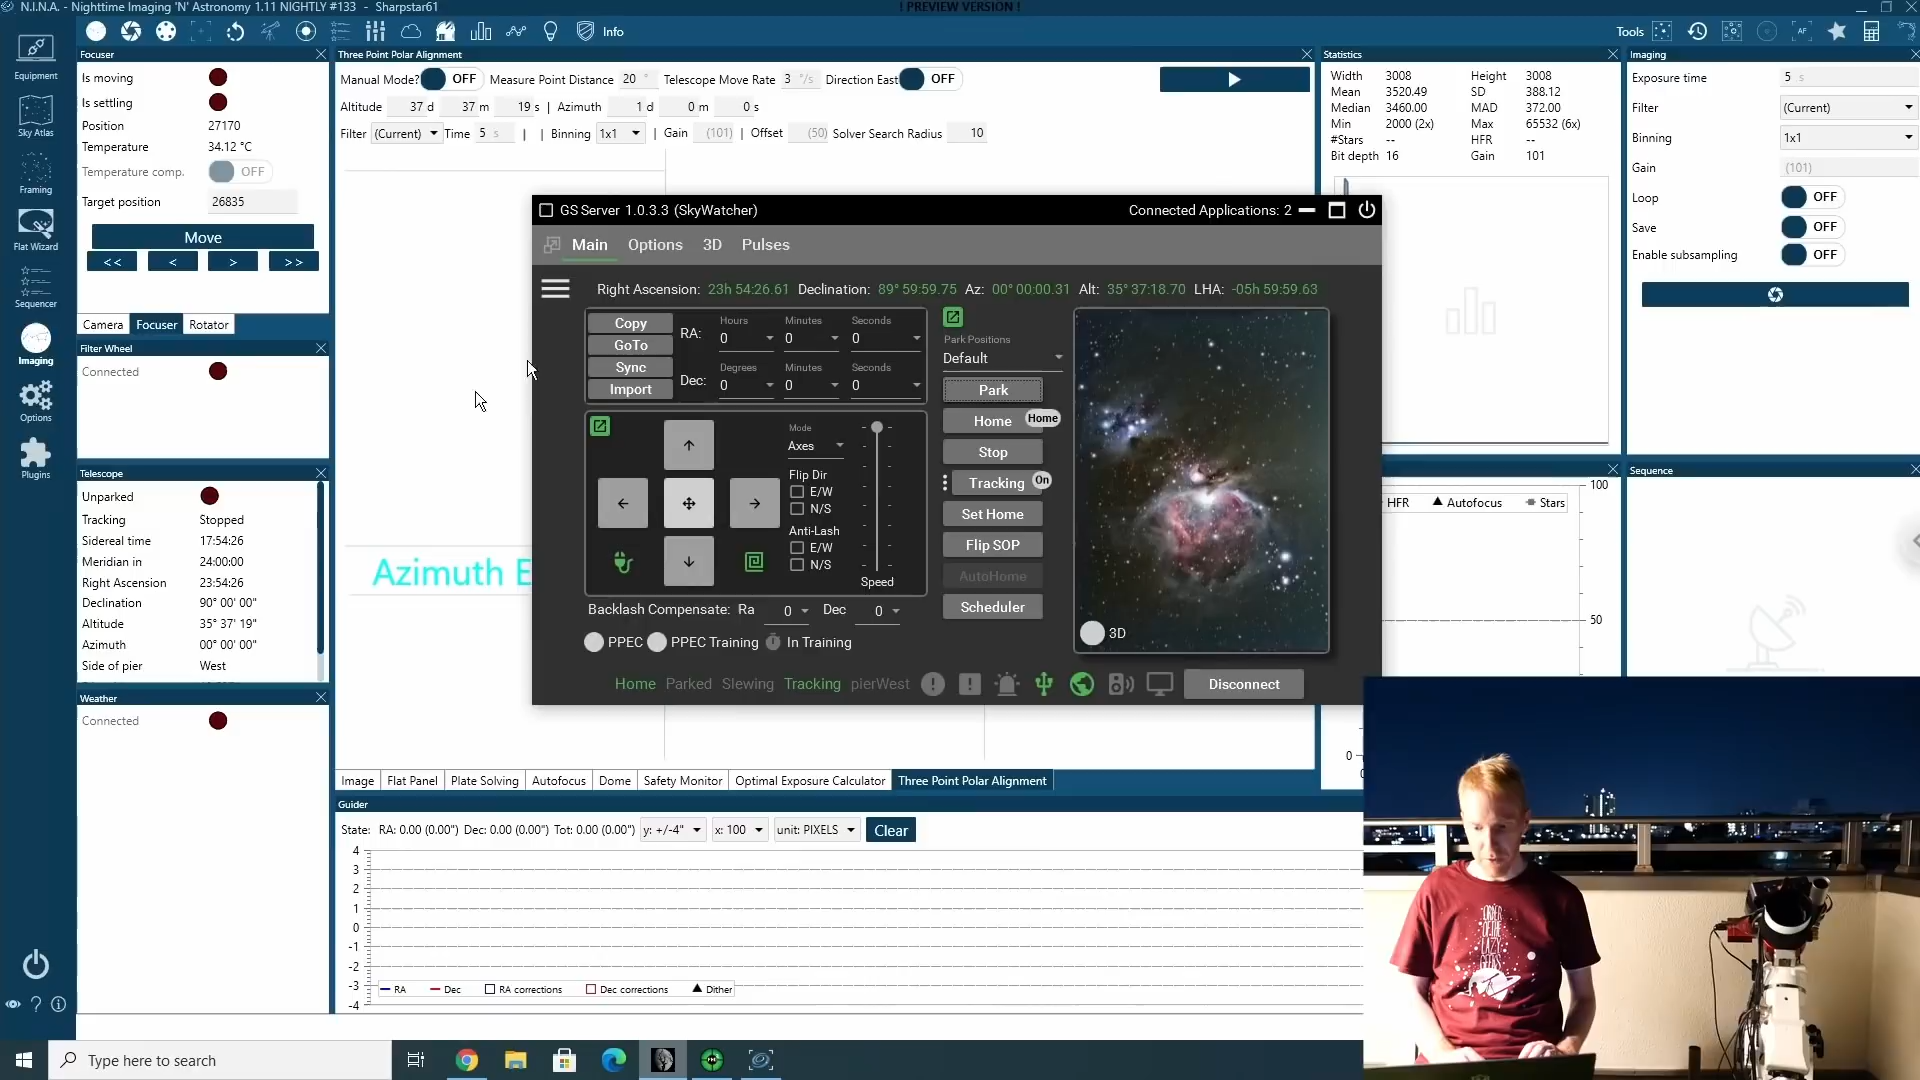 N.I.N.A. - Nighttime Imaging 'N' Astronomy 1.11 NIGHTLY #133 - Sharpstar61
! PREVIEW VERSION !
Info
Tools
AF
Equipment
Sky Atlas
Framing
Flat Wizard
Sequencer
Imaging
Options
Plugins
Focuser
Is moving
Is settling
Position 27170
Temperature 34.12 °C
Temperature comp. OFF
Target position 26835
Move
<< < > >>
Camera Focuser Rotator
Filter Wheel
Connected
Telescope
Unparked
Tracking Stopped
Sidereal time 17:54:26
Meridian in 24:00:00
Right Ascension 23:54:26
Declination 90° 00' 00"
Altitude 35° 37' 19"
Azimuth 00° 00' 00"
Side of pier West
Weather
Connected
Three Point Polar Alignment
Manual Mode? OFF Measure Point Distance 20 ° Telescope Move Rate 3 °/s Direction East OFF
Altitude 37 d 37 m 19 s | Azimuth 1 d 0 m 0 s
Filter (Current) Time 5 s | | Binning 1x1 | Gain (101) | Offset (50) Solver Search Radius 10
Azimuth E
GS Server 1.0.3.3 (SkyWatcher) Connected Applications: 2
Main Options 3D Pulses
Right Ascension: 23h 54:26.61 Declination: 89° 59:59.75 Az: 00° 00:00.31 Alt: 35° 37:18.70 LHA: -05h 59:59.63
Copy
GoTo
Sync
Import
RA: Hours 0 Minutes 0 Seconds 0
Dec: Degrees 0 Minutes 0 Seconds 0
Mode
Axes
Flip Dir
E/W
N/S
Anti-Lash
E/W
N/S
Speed
Backlash Compensate: Ra 0 Dec 0
PPEC PPEC Training In Training
Park Positions
Default
Park
Home Home
Stop
Tracking On
Set Home
Flip SOP
AutoHome
Scheduler
3D
Home Parked Slewing Tracking pierWest
Disconnect
Image Flat Panel Plate Solving Autofocus Dome Safety Monitor Optimal Exposure Calculator Three Point Polar Alignment
Guider
State: RA: 0.00 (0.00") Dec: 0.00 (0.00") Tot: 0.00 (0.00") y: +/-4" x: 100 unit: PIXELS Clear
4
3
2
1
0
-1
-2
-3
-4
RA Dec RA corrections Dec corrections Dither
Statistics
Width 3008 Height 3008
Mean 3520.49 SD 388.12
Median 3460.00 MAD 372.00
Min 2000 (2x) Max 65532 (6x)
#Stars -- HFR --
Bit depth 16 Gain 101
HFR Autofocus Stars
100
50
0
Imaging
Exposure time 5 s
Filter (Current)
Binning 1x1
Gain (101)
Loop OFF
Save OFF
Enable subsampling OFF
Sequence
ORDER
OF THE
LAZY
GEEKS
Type here to search